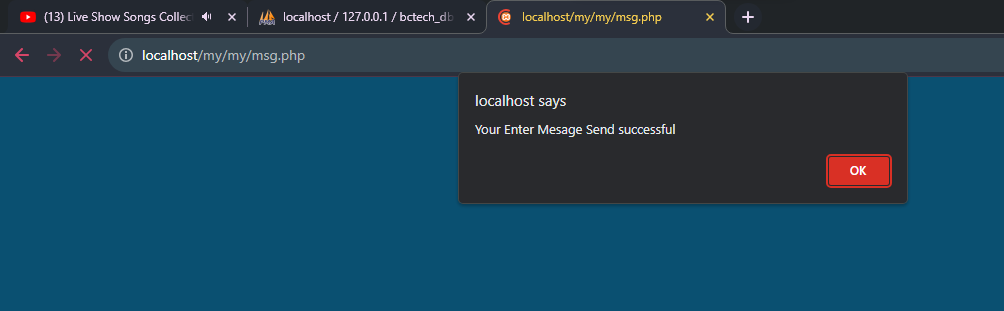 (13) Live Show Songs Collect
localhost / 127.0.0.1 / bctech_db
localhost/my/my/msg.php
localhost/my/my/msg.php
localhost says
Your Enter Mesage Send successful
OK